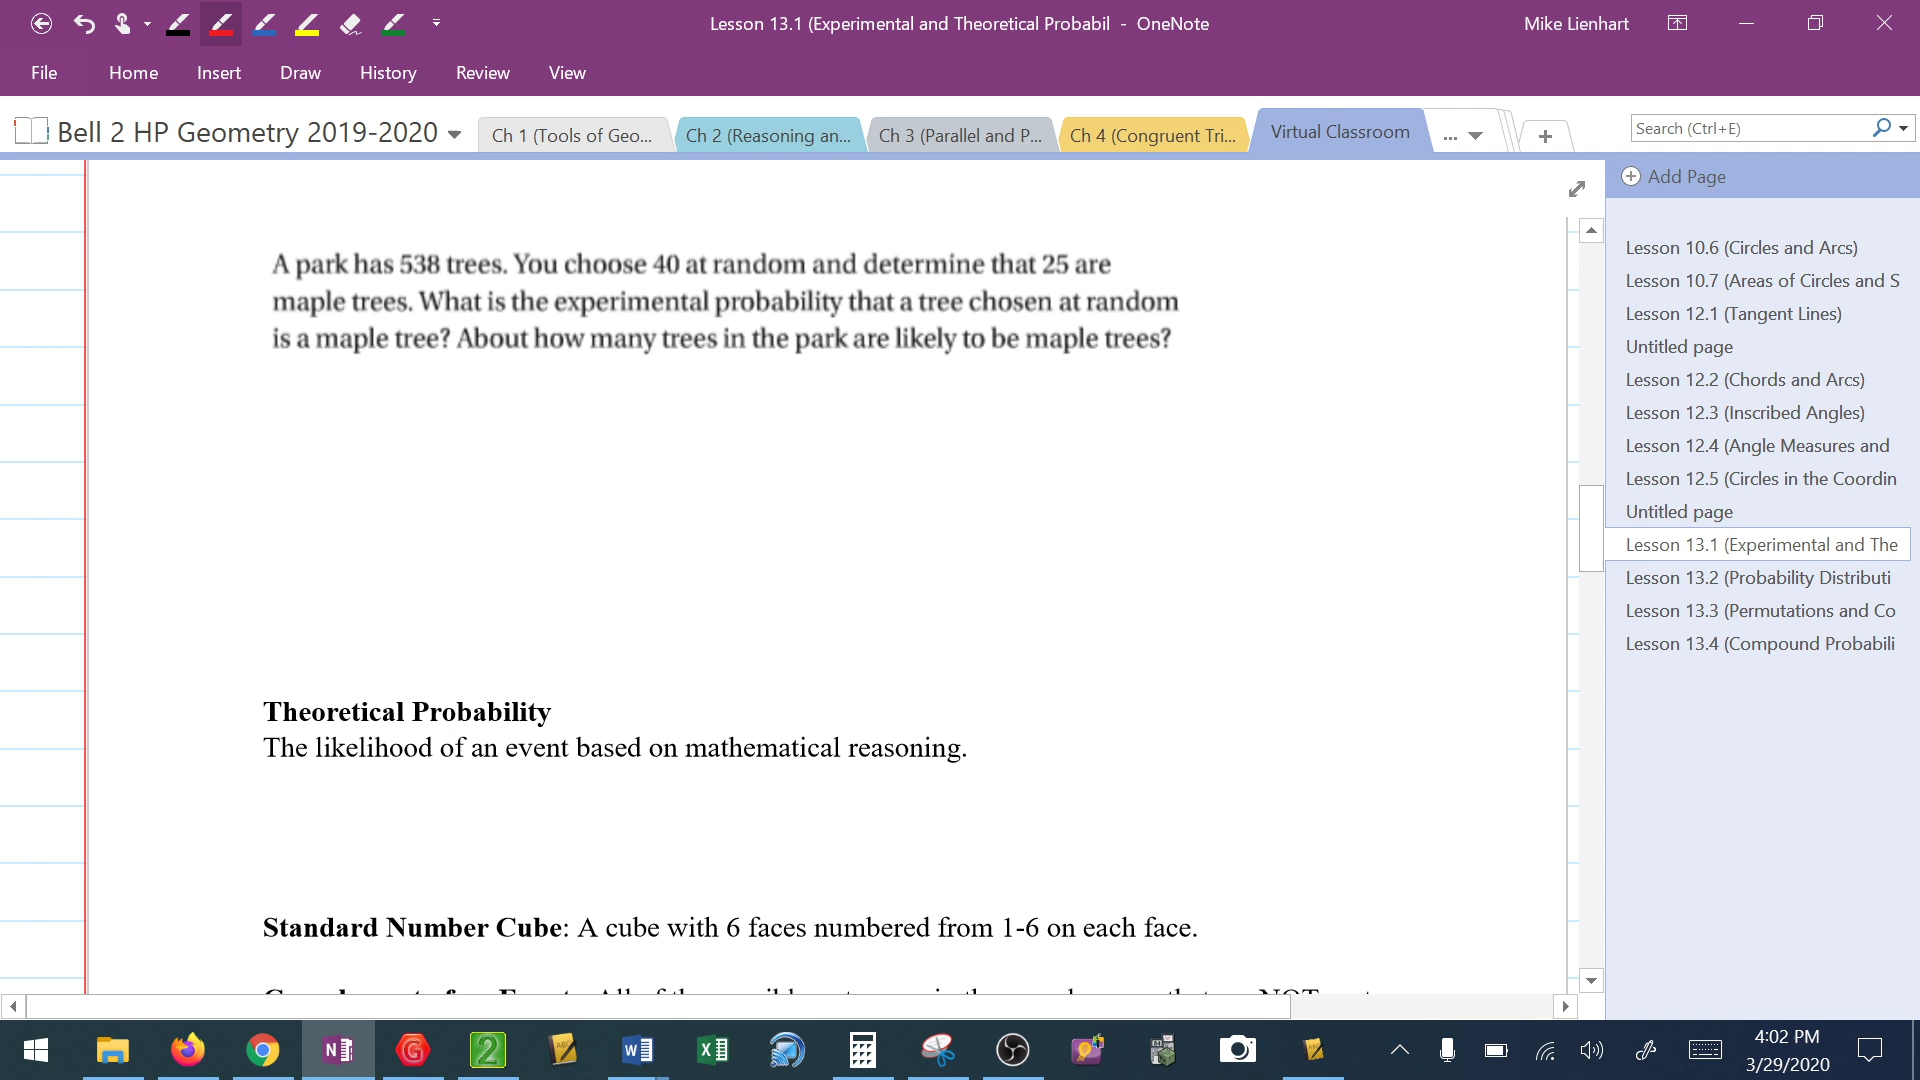 Lesson 13.1 (Experimental and Theoretical Probabil - OneNote
Mike Lienhart
File Home Insert Draw History Review View
Bell 2 HP Geometry 2019-2020
Ch 1 (Tools of Geo...
Ch 2 (Reasoning an...
Ch 3 (Parallel and P...
Ch 4 (Congruent Tri...
Virtual Classroom
...
Search (Ctrl+E)
Add Page
A park has 538 trees. You choose 40 at random and determine that 25 are
maple trees. What is the experimental probability that a tree chosen at random
is a maple tree? About how many trees in the park are likely to be maple trees?
Theoretical Probability
The likelihood of an event based on mathematical reasoning.
Standard Number Cube: A cube with 6 faces numbered from 1-6 on each face.
Lesson 10.6 (Circles and Arcs)
Lesson 10.7 (Areas of Circles and S
Lesson 12.1 (Tangent Lines)
Untitled page
Lesson 12.2 (Chords and Arcs)
Lesson 12.3 (Inscribed Angles)
Lesson 12.4 (Angle Measures and
Lesson 12.5 (Circles in the Coordin
Untitled page
Lesson 13.1 (Experimental and The
Lesson 13.2 (Probability Distributi
Lesson 13.3 (Permutations and Co
Lesson 13.4 (Compound Probabili
4:02 PM
3/29/2020